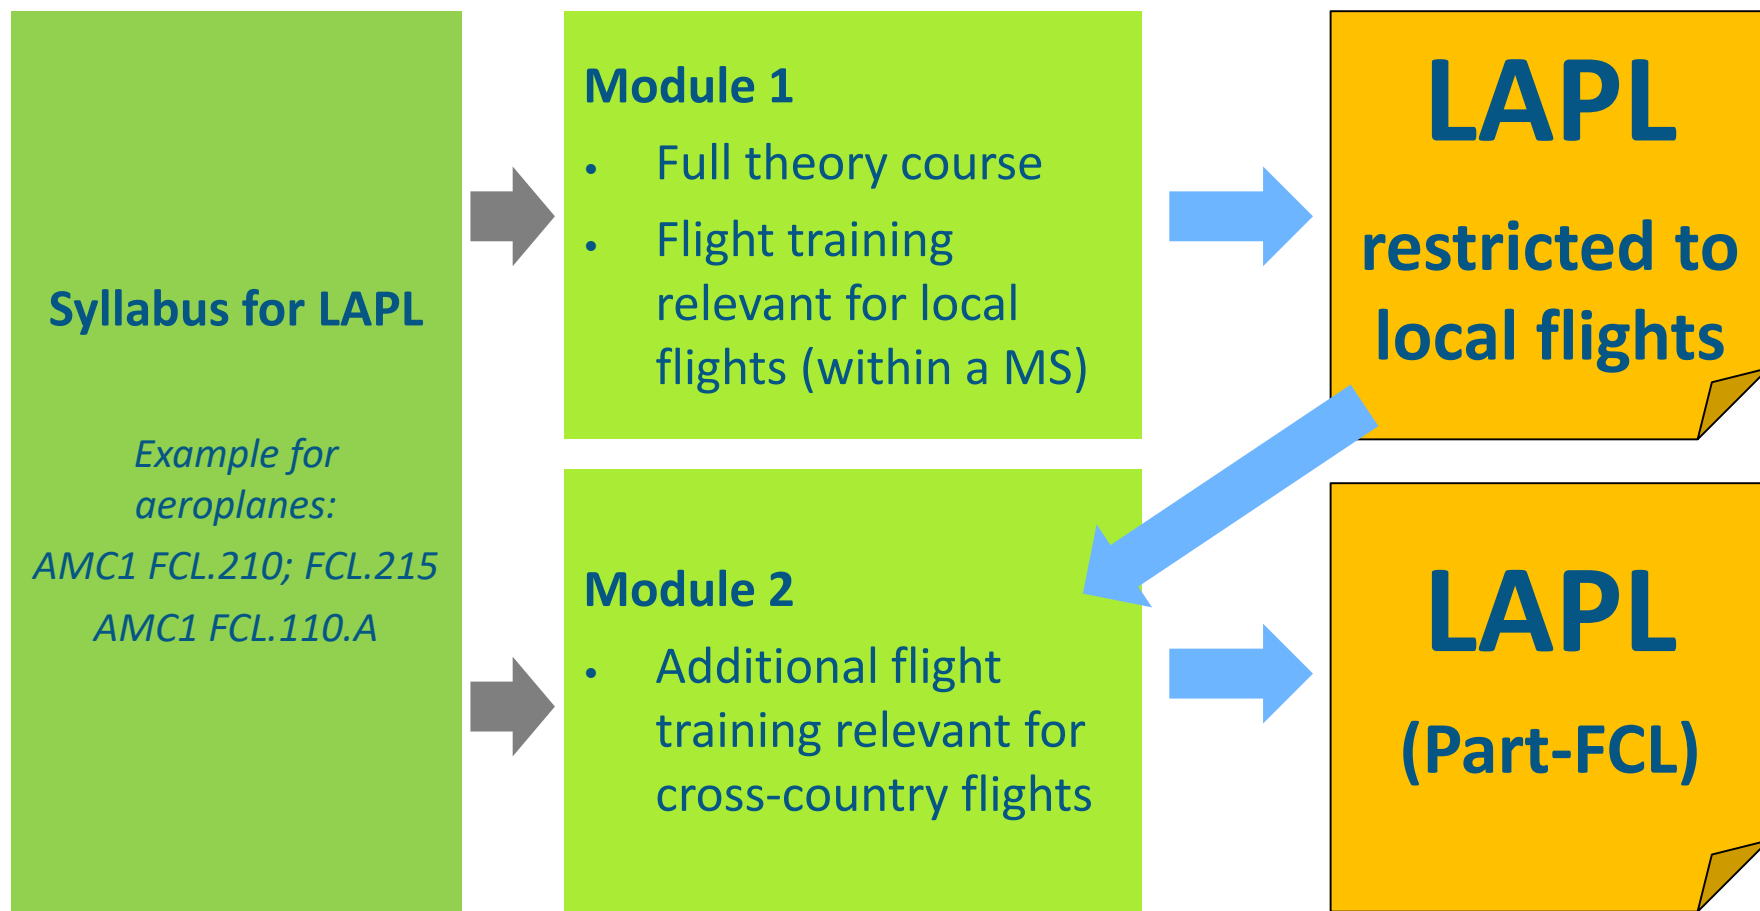 Syllabus for LAPL
Example for
aeroplanes:
AMC1 FCL.210; FCL.215
AMC1 FCL.110.A
Module 1
• Full theory course
• Flight training
relevant for local
flights (within a MS)
LAPL
restricted to
local flights
Module 2
• Additional flight
training relevant for
cross-country flights
LAPL
(Part-FCL)